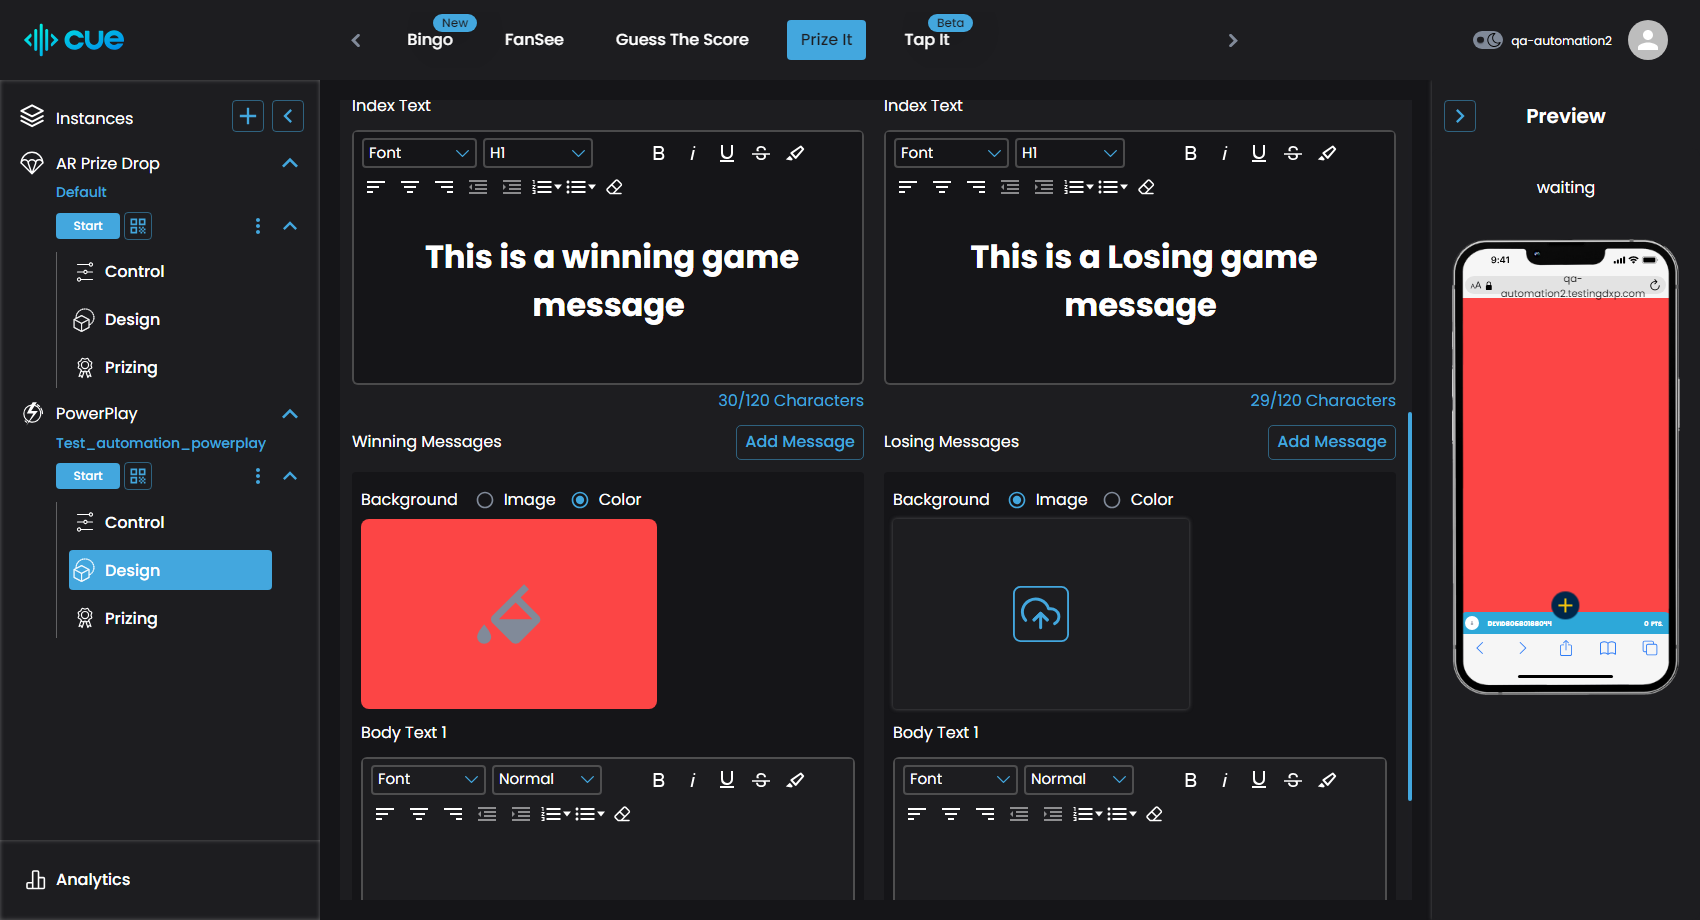 cue
New
Bingo
FanSee
Guess The Score
Prize It
Beta
Tap It
qa-automation2
Instances
AR Prize Drop
Default
Start
Control
Design
Prizing
PowerPlay
Test_automation_powerplay
Start
Control
Design
Prizing
Analytics
Index Text
Font
H1
B i U S
This is a winning game
message
30/120 Characters
Winning Messages
Add Message
Background
Image
Color
Body Text 1
Font
Normal
B i U S
Index Text
Font
H1
B i U S
This is a Losing game
message
29/120 Characters
Losing Messages
Add Message
Background
Image
Color
Body Text 1
Font
Normal
B i U S
Preview
waiting
9:41
AA
qa-
automation2.testingdxp.com
0 PTS.